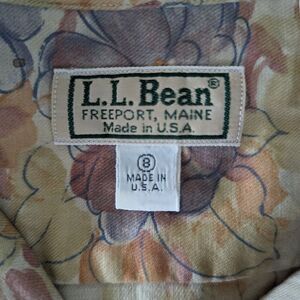 L.L.Bean®
FREEPORT, MAINE
Made in U.S.A.
8
MADE IN
U.S.A.